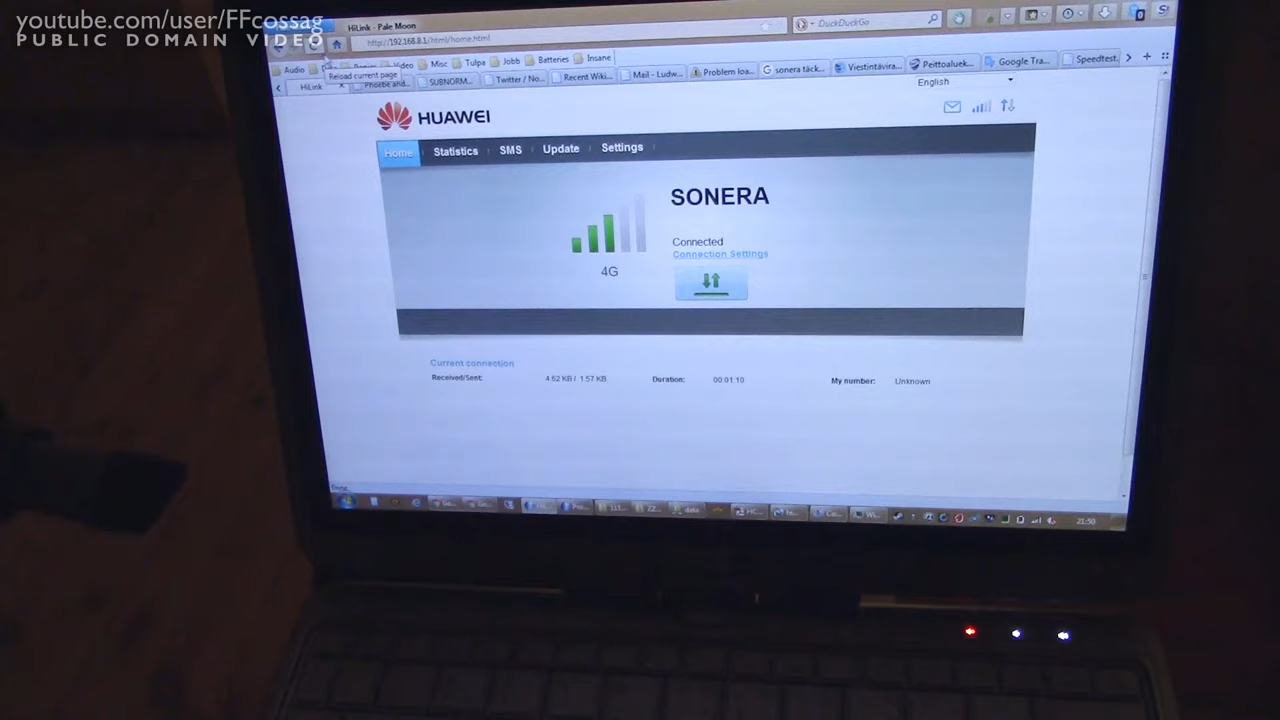 youtube.com/user/FFcossag
PUBLIC DOMAIN VIDEO
HiLink - Pale Moon
http://192.168.8.1/html/home.html
DuckDuckGo
Audio
Video
Misc
Tulpa
Jobb
Batteries
Insane
Reload current page
HiLink
Phoebe and...
SUBNORM...
Twitter / No...
Recent Wiki...
Mail - Ludw...
Problem loa...
sonera täck...
Viestintävira...
Peittoaluek...
Google Tra...
Speedtest.
English
HUAWEI
Home
Statistics
SMS
Update
Settings
SONERA
Connected
Connection Settings
4G
Current connection
Received/Sent: 4.62 KB / 1.57 KB Duration: 00:01:10 My number: Unknown
Done
21:50